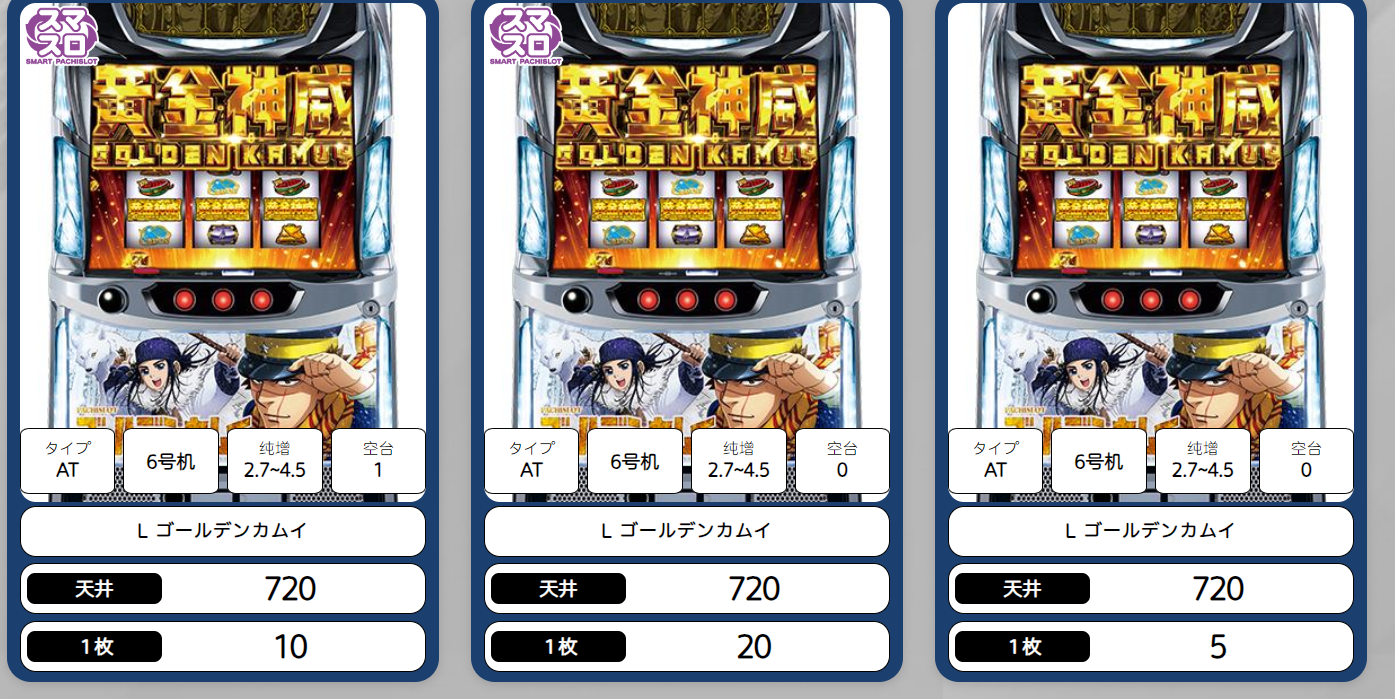 スマ
スロ
SMART PACHISLOT
黄金神威
GOLDEN KAMUY
タイプ
AT
6号机
纯增
2.7~4.5
空台
1
L ゴールデンカムイ
天井
720
1枚
10
スマ
スロ
SMART PACHISLOT
黄金神威
GOLDEN KAMUY
タイプ
AT
6号机
纯增
2.7~4.5
空台
0
L ゴールデンカムイ
天井
720
1枚
20
黄金神威
GOLDEN KAMUY
タイプ
AT
6号机
纯增
2.7~4.5
空台
0
L ゴールデンカムイ
天井
720
1枚
5